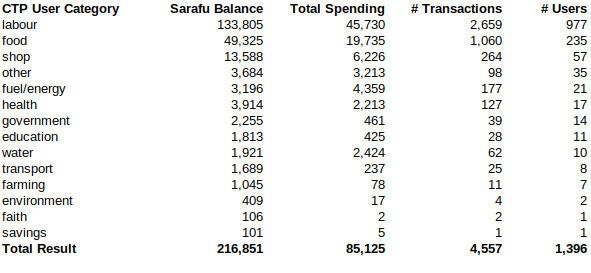 CTP User Category Sarafu Balance Total Spending # Transactions # Users
labour 133,805 45,730 2,659 977
food 49,325 19,735 1,060 235
shop 13,588 6,226 264 57
other 3,684 3,213 98 35
fuel/energy 3,196 4,359 177 21
health 3,914 2,213 127 17
government 2,255 461 39 14
education 1,813 425 28 11
water 1,921 2,424 62 10
transport 1,689 237 25 8
farming 1,045 78 11 7
environment 409 17 4 2
faith 106 2 2 1
savings 101 5 1 1
Total Result 216,851 85,125 4,557 1,396